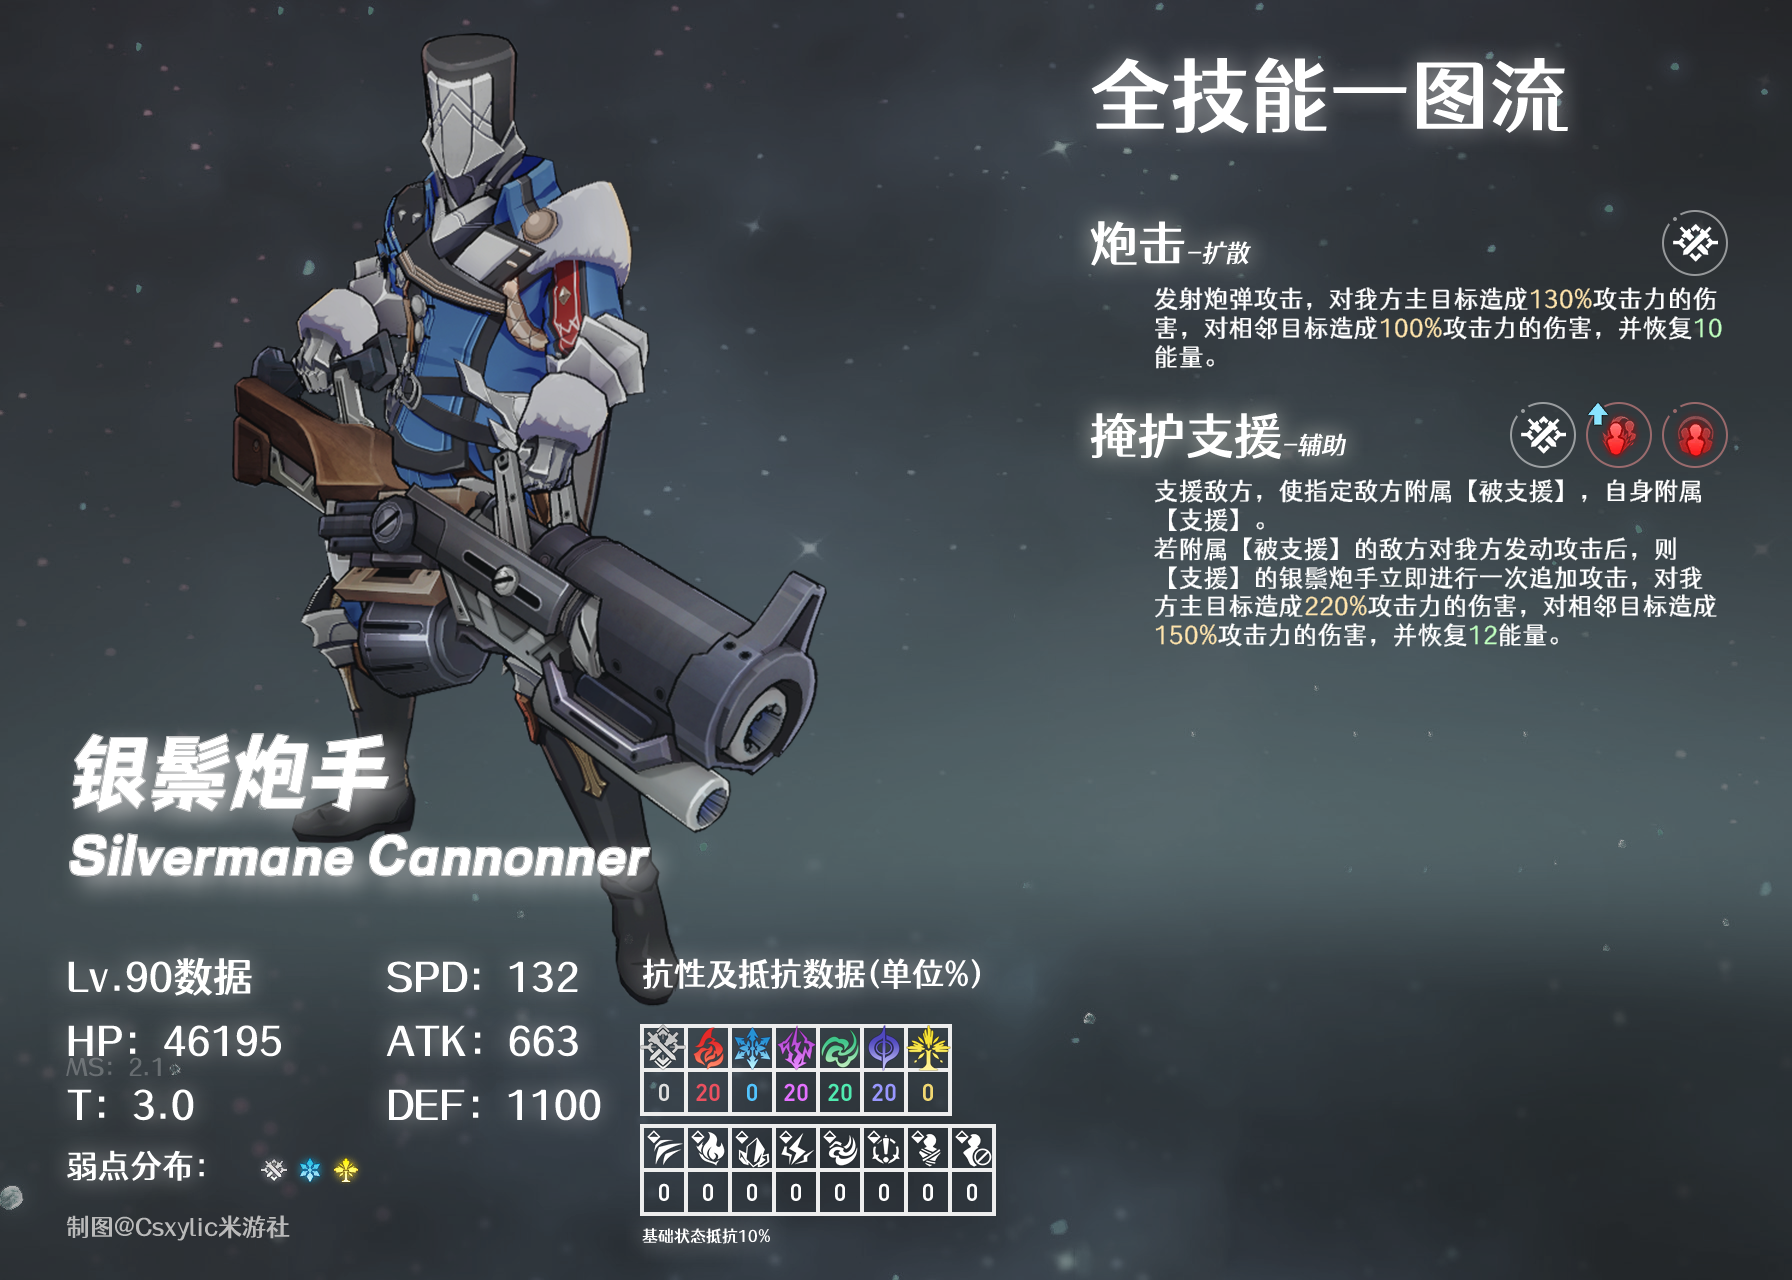 全技能一图流
炮击-扩散
发射炮弹攻击，对我方主目标造成130%攻击力的伤
害，对相邻目标造成100%攻击力的伤害，并恢复10
能量。
掩护支援-辅助
支援敌方，使指定敌方附属【被支援】，自身附属
【支援】。
若附属【被支援】的敌方对我方发动攻击后，则
【支援】的银鬃炮手立即进行一次追加攻击，对我
方主目标造成220%攻击力的伤害，对相邻目标造成
150%攻击力的伤害，并恢复12能量。
银鬃炮手
Silvermane Cannonner
Lv.90数据
SPD：132
HP：46195
ATK：663
MS：2.1
T：3.0
DEF：1100
弱点分布：
制图@Csxylic米游社
抗性及抵抗数据(单位%)
0 20 0 20 20 20 0
0 0 0 0 0 0 0 0
基础状态抵抗10%